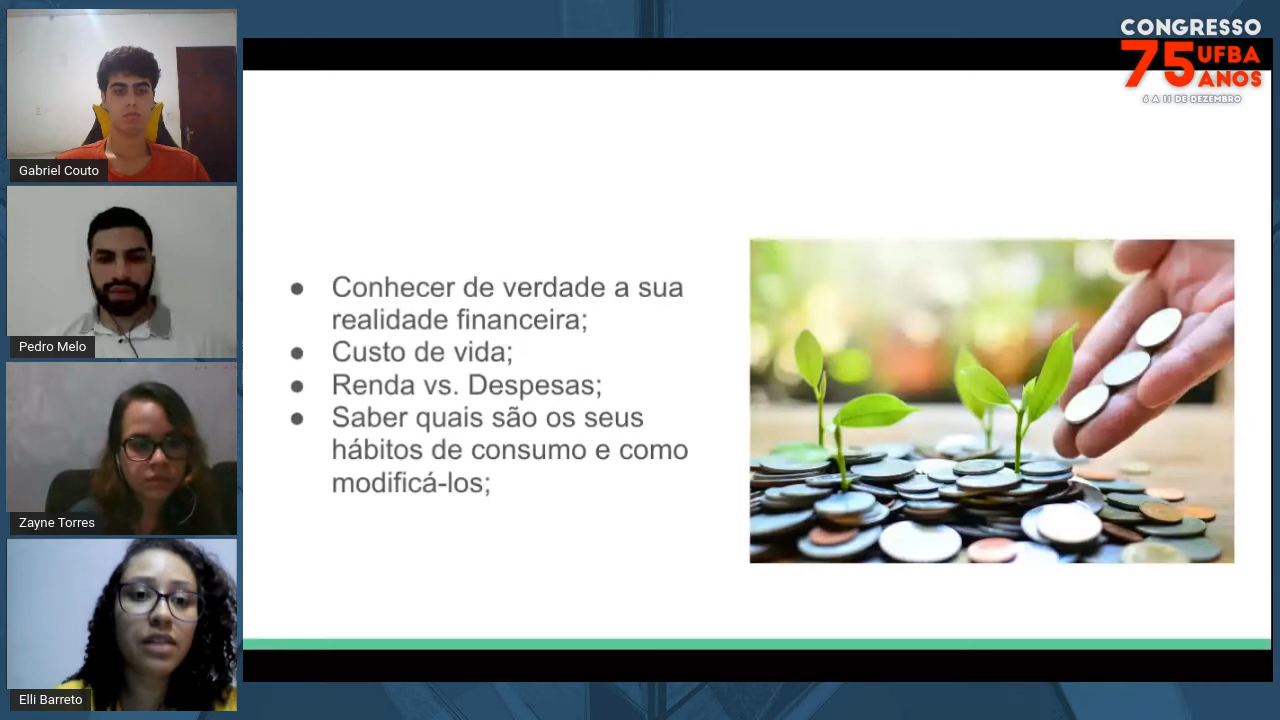 CONGRESSO
75 UFBA
ANOS
6 A 11 DE DEZEMBRO
Gabriel Couto
Pedro Melo
Zayne Torres
Elli Barreto
● Conhecer de verdade a sua
realidade financeira;
● Custo de vida;
● Renda vs. Despesas;
● Saber quais são os seus
hábitos de consumo e como
modificá-los;